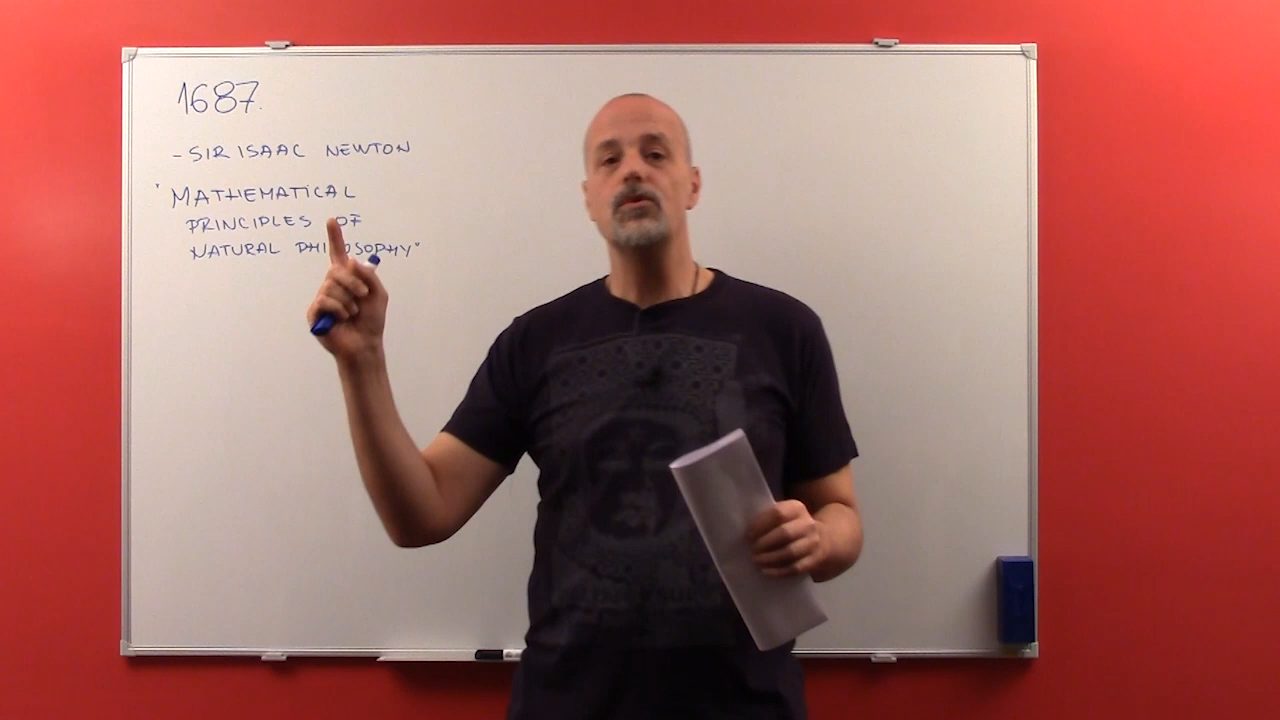 1687.
- SIR ISAAC NEWTON
"MATHEMATICAL
PRINCIPLES OF
NATURAL PHILOSOPHY"